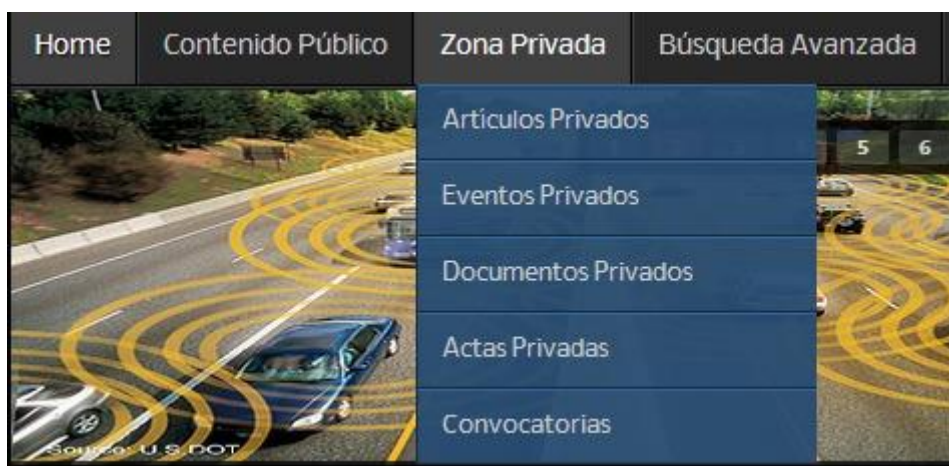 Home Contenido Público Zona Privada Búsqueda Avanzada
Articulos Privados
5 6
Eventos Privados
Documentos Privados
Actas Privadas
Convocatorias
Source: U.S.DOT